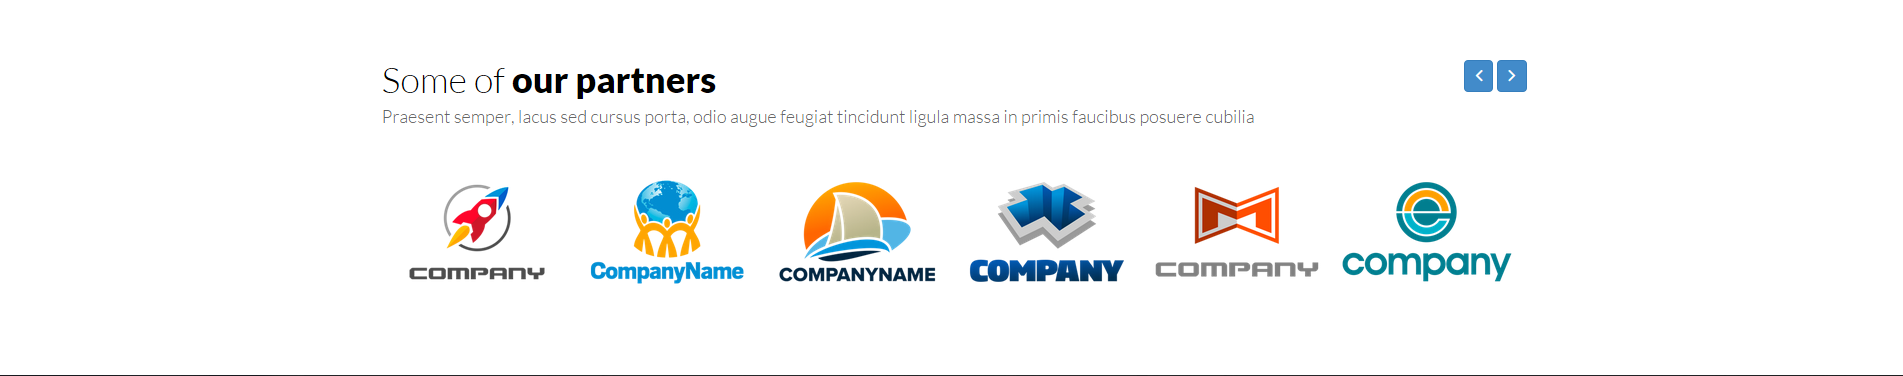 Some of our partners
Praesent semper, lacus sed cursus porta, odio augue feugiat tincidunt ligula massa in primis faucibus posuere cubilia
COMPANY
CompanyName
COMPANYNAME
COMPANY
COMPANY
company